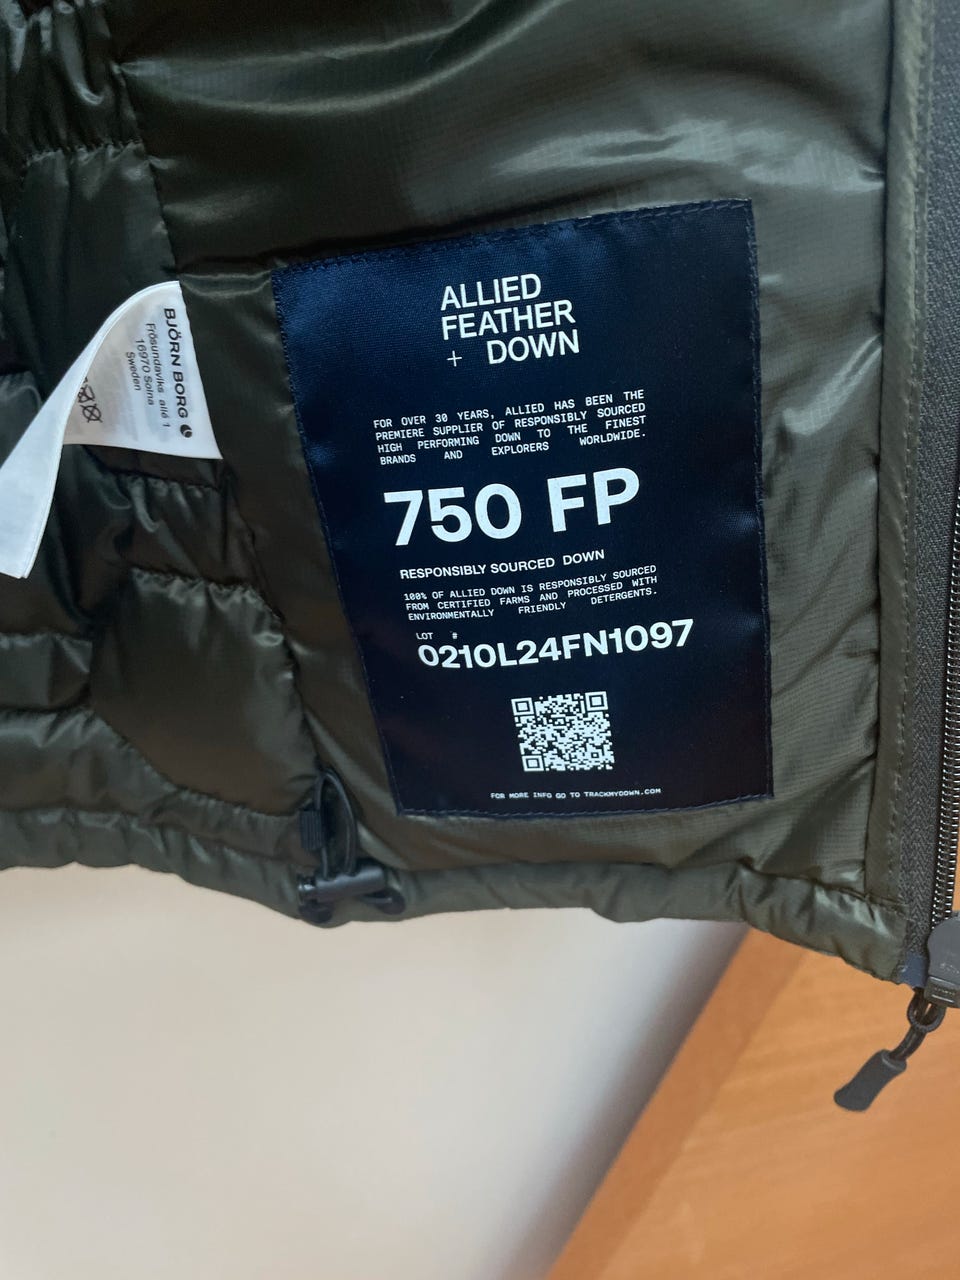 BJÖRN BORG
Frösundaviks allé 1
16970 Solna
Sweden
ALLIED
FEATHER
+ DOWN
FOR OVER 30 YEARS, ALLIED HAS BEEN THE
PREMIERE SUPPLIER OF RESPONSIBLY SOURCED
HIGH PERFORMING DOWN TO THE FINEST
BRANDS AND EXPLORERS WORLDWIDE.
750 FP
RESPONSIBLY SOURCED DOWN
100% OF ALLIED DOWN IS RESPONSIBLY SOURCED
FROM CERTIFIED FARMS AND PROCESSED WITH
ENVIRONMENTALLY FRIENDLY DETERGENTS.
LOT #
0210L24FN1097
FOR MORE INFO GO TO TRACKMYDOWN.COM